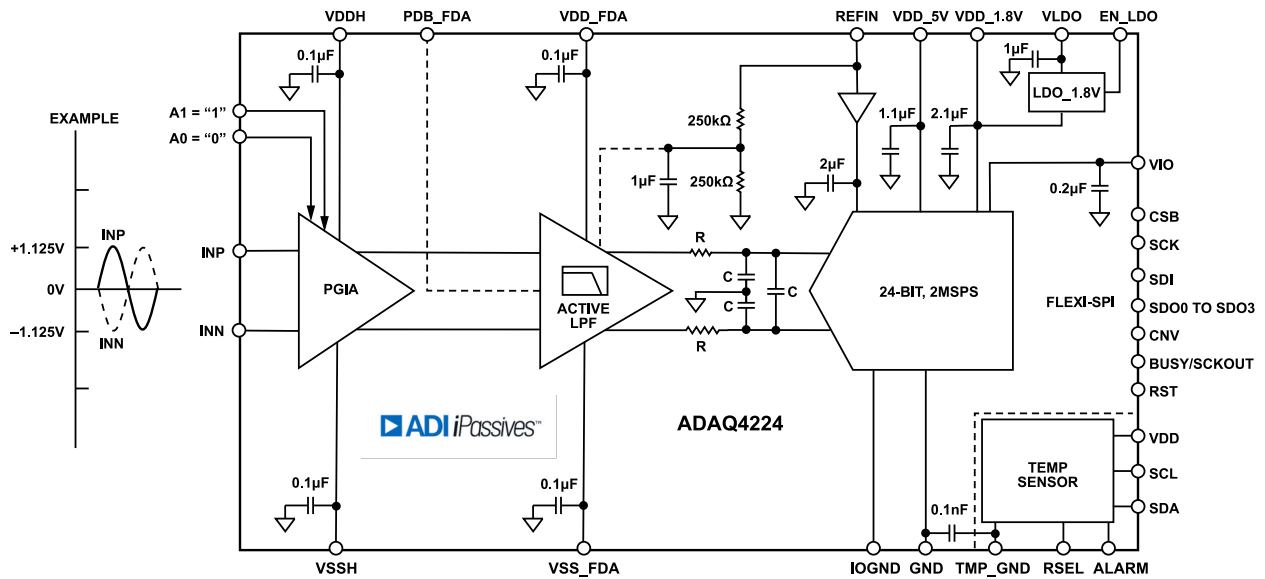 VDDH PDB_FDA VDD_FDA REFIN VDD_5V VDD_1.8V VLDO EN_LDO
0.1µF
0.1µF
1µF
LDO_1.8V
EXAMPLE
A1 = “1”
A0 = “0”
250kΩ
1.1µF
2.1µF
1µF
250kΩ
2µF
0.2µF
VIO
CSB
SCK
SDI
SDO0 TO SDO3
CNV
BUSY/SCKOUT
RST
FLEXI-SPI
+1.125V
0V
–1.125V
INP
INN
INP
INN
PGIA
ACTIVE
LPF
R
C
C
C
R
24-BIT, 2MSPS
ADI iPassives™
ADAQ4224
TEMP
SENSOR
VDD
SCL
SDA
0.1µF
0.1µF
0.1nF
VSSH VSS_FDA IOGND GND TMP_GND RSEL ALARM